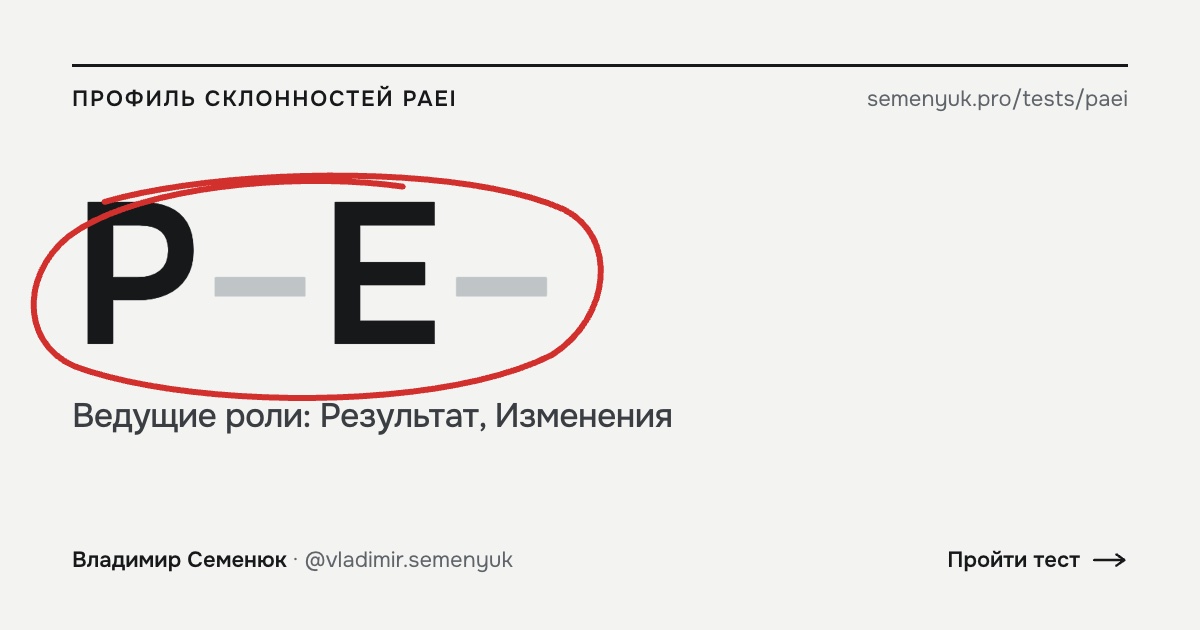 ПРОФИЛЬ СКЛОННОСТЕЙ PAEI
semenyuk.pro/tests/paei
P–E–
Ведущие роли: Результат, Изменения
Владимир Семенюк · @vladimir.semenyuk
Пройти тест →